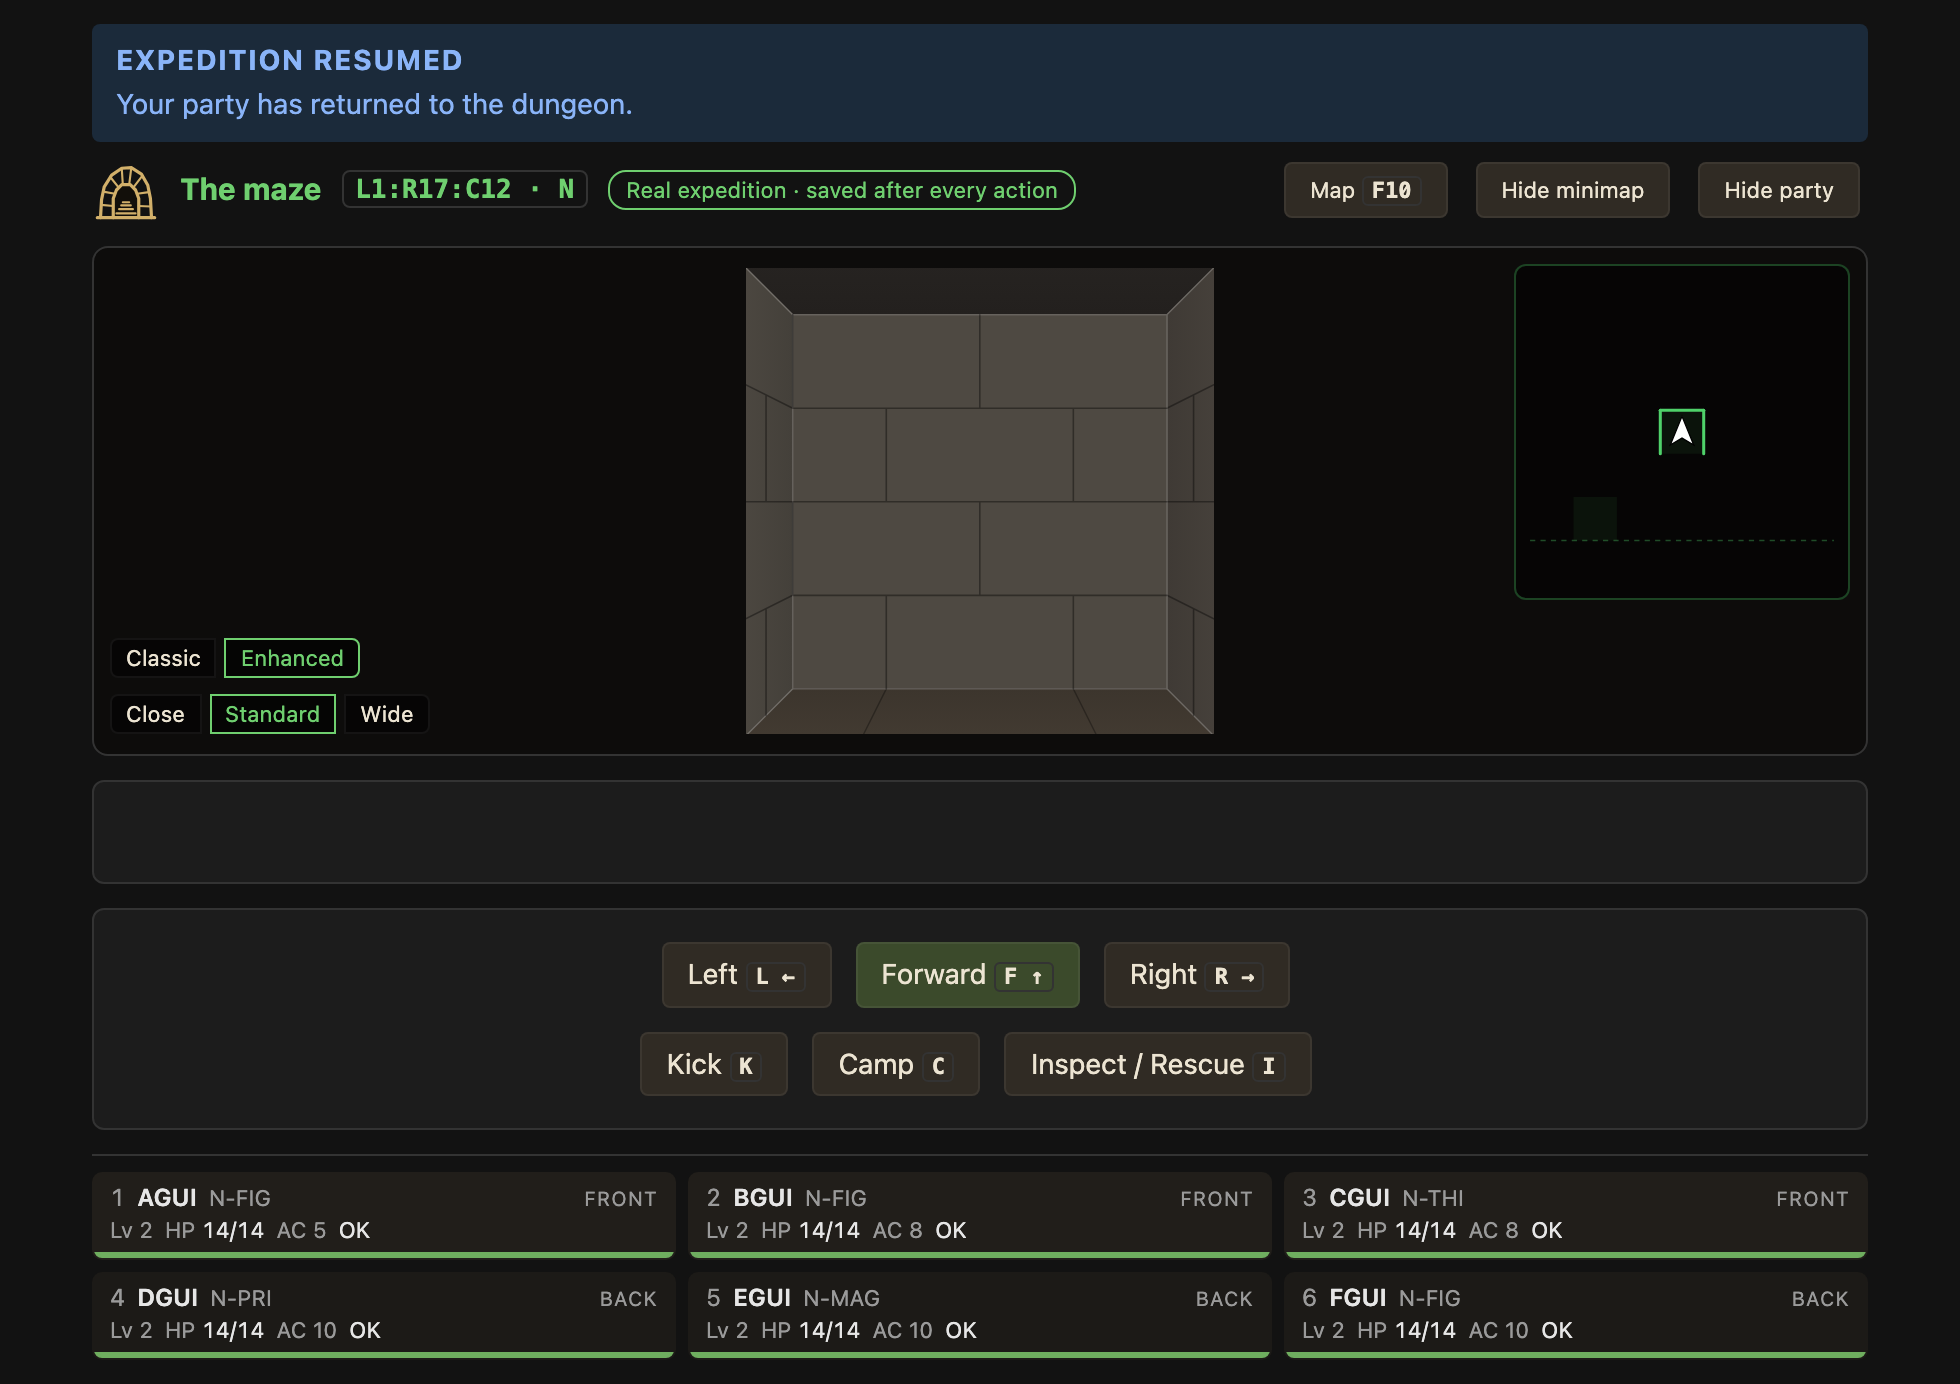 EXPEDITION RESUMED
Your party has returned to the dungeon.
The maze L1:R17:C12 · N Real expedition · saved after every action Map F10 Hide minimap Hide party
Classic Enhanced
Close Standard Wide
Left L ← Forward F ↑ Right R →
Kick K Camp C Inspect / Rescue I
1 AGUI N-FIG FRONT 2 BGUI N-FIG FRONT 3 CGUI N-THI FRONT
Lv 2 HP 14/14 AC 5 OK Lv 2 HP 14/14 AC 8 OK Lv 2 HP 14/14 AC 8 OK
4 DGUI N-PRI BACK 5 EGUI N-MAG BACK 6 FGUI N-FIG BACK
Lv 2 HP 14/14 AC 10 OK Lv 2 HP 14/14 AC 10 OK Lv 2 HP 14/14 AC 10 OK